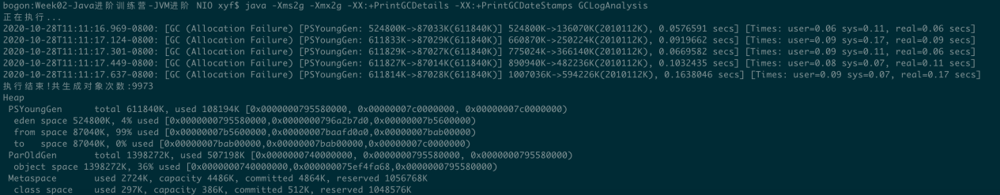 bogon:Week02-Java进阶训练营-JVM进阶 NIO xyf$ java -Xms2g -Xmx2g -XX:+PrintGCDetails -XX:+PrintGCDateStamps GCLogAnalysis
正在执行...
2020-10-28T11:11:16.969-0800: [GC (Allocation Failure) [PSYoungGen: 524800K->87033K(611840K)] 524800K->136070K(2010112K), 0.0576591 secs] [Times: user=0.06 sys=0.11, real=0.06 secs]
2020-10-28T11:11:17.124-0800: [GC (Allocation Failure) [PSYoungGen: 611833K->87029K(611840K)] 660870K->250224K(2010112K), 0.0919662 secs] [Times: user=0.09 sys=0.17, real=0.09 secs]
2020-10-28T11:11:17.301-0800: [GC (Allocation Failure) [PSYoungGen: 611829K->87027K(611840K)] 775024K->366140K(2010112K), 0.0669582 secs] [Times: user=0.09 sys=0.11, real=0.06 secs]
2020-10-28T11:11:17.449-0800: [GC (Allocation Failure) [PSYoungGen: 611827K->87014K(611840K)] 890940K->482236K(2010112K), 0.1032435 secs] [Times: user=0.08 sys=0.07, real=0.11 secs]
2020-10-28T11:11:17.637-0800: [GC (Allocation Failure) [PSYoungGen: 611814K->87028K(611840K)] 1007036K->594226K(2010112K), 0.1638046 secs] [Times: user=0.09 sys=0.07, real=0.17 secs]
执行结束!共生成对象次数:9973
Heap
PSYoungGen total 611840K, used 108194K [0x0000000795580000, 0x00000007c0000000, 0x00000007c0000000)
eden space 524800K, 4% used [0x0000000795580000,0x0000000796a2b7d0,0x00000007b5600000)
from space 87040K, 99% used [0x00000007b5600000,0x00000007baafd0a0,0x00000007bab00000)
to space 87040K, 0% used [0x00000007bab00000,0x00000007bab00000,0x00000007c0000000)
ParOldGen total 1398272K, used 507198K [0x0000000740000000, 0x0000000795580000, 0x0000000795580000)
object space 1398272K, 36% used [0x0000000740000000,0x000000075ef4fa68,0x0000000795580000)
Metaspace used 2724K, capacity 4486K, committed 4864K, reserved 1056768K
class space used 297K, capacity 386K, committed 512K, reserved 1048576K